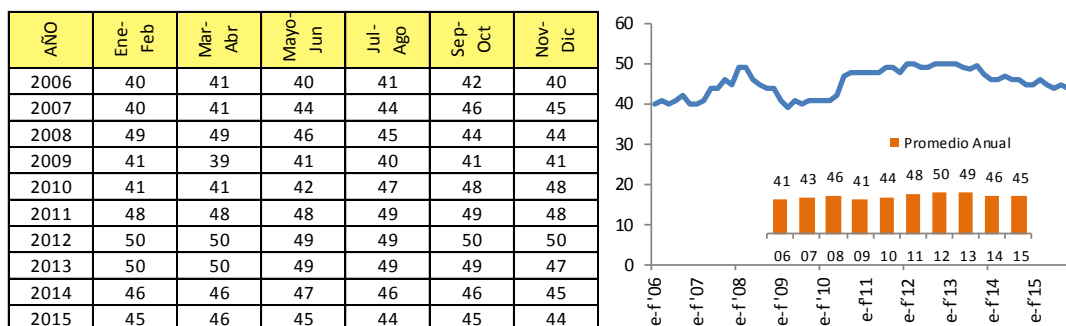 AÑO Ene-Feb Mar-Abr Mayo-Jun Jul-Ago Sep-Oct Nov-Dic
2006 40 41 40 41 42 40
2007 40 41 44 44 46 45
2008 49 49 46 45 44 44
2009 41 39 41 40 41 41
2010 41 41 42 47 48 48
2011 48 48 48 49 49 48
2012 50 50 49 49 50 50
2013 50 50 49 49 49 47
2014 46 46 47 46 46 45
2015 45 46 45 44 45 44
60
50
40
30
20
10
0
Promedio Anual
41 43 46 41 44 48 50 49 46 45
06 07 08 09 10 11 12 13 14 15
e-f '06 e-f '07 e-f '08 e-f '09 e-f '10 e-f '11 e-f '12 e-f '13 e-f '14 e-f '15